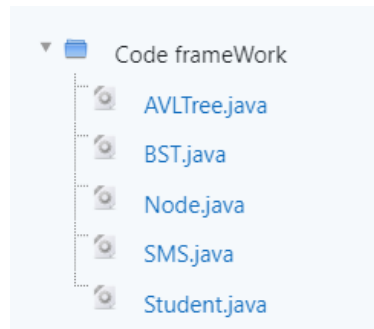 Code frameWork
AVLTree.java
BST.java
Node.java
SMS.java
Student.java